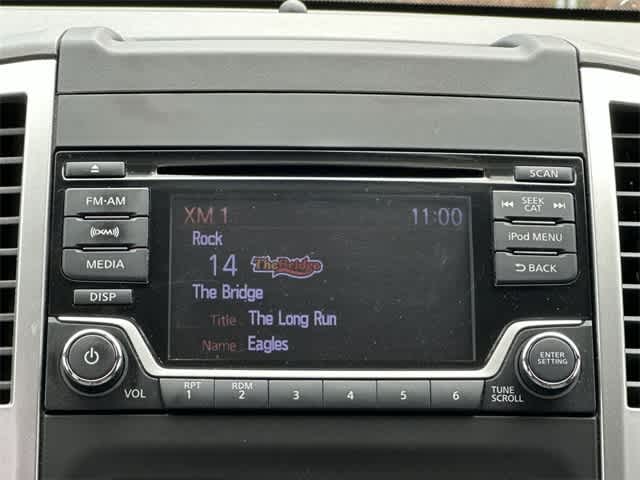 SCAN
FM·AM
XM 1 11:00
SEEK
CAT
Rock
XM
iPod MENU
14 The Bridge
MEDIA
BACK
The Bridge
DISP
Title: The Long Run
Name: Eagles
ENTER
SETTING
VOL
RPT
1
RDM
2
3
4
5
6
TUNE
SCROLL